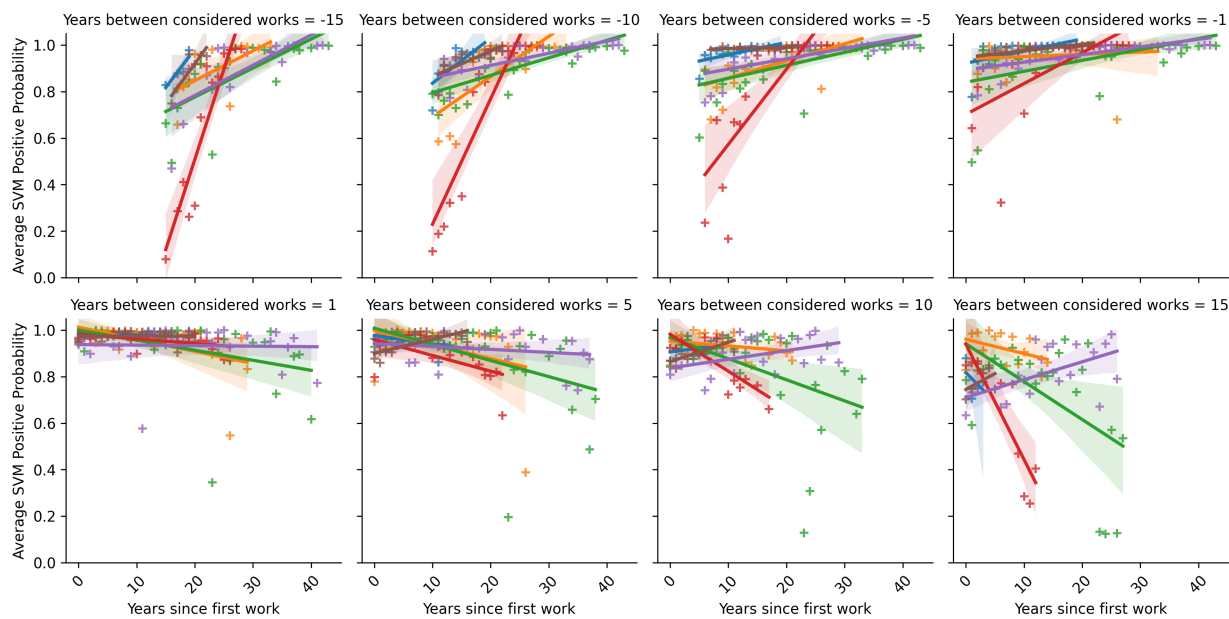 Years between considered works = -15
Years between considered works = -10
Years between considered works = -5
Years between considered works = -1
Average SVM Positive Probability
1.0
0.8
0.6
0.4
0.2
0.0
Years between considered works = 1
Years between considered works = 5
Years between considered works = 10
Years between considered works = 15
Average SVM Positive Probability
1.0
0.8
0.6
0.4
0.2
0.0
0 10 20 30 40
0 10 20 30 40
0 10 20 30 40
0 10 20 30 40
Years since first work
Years since first work
Years since first work
Years since first work